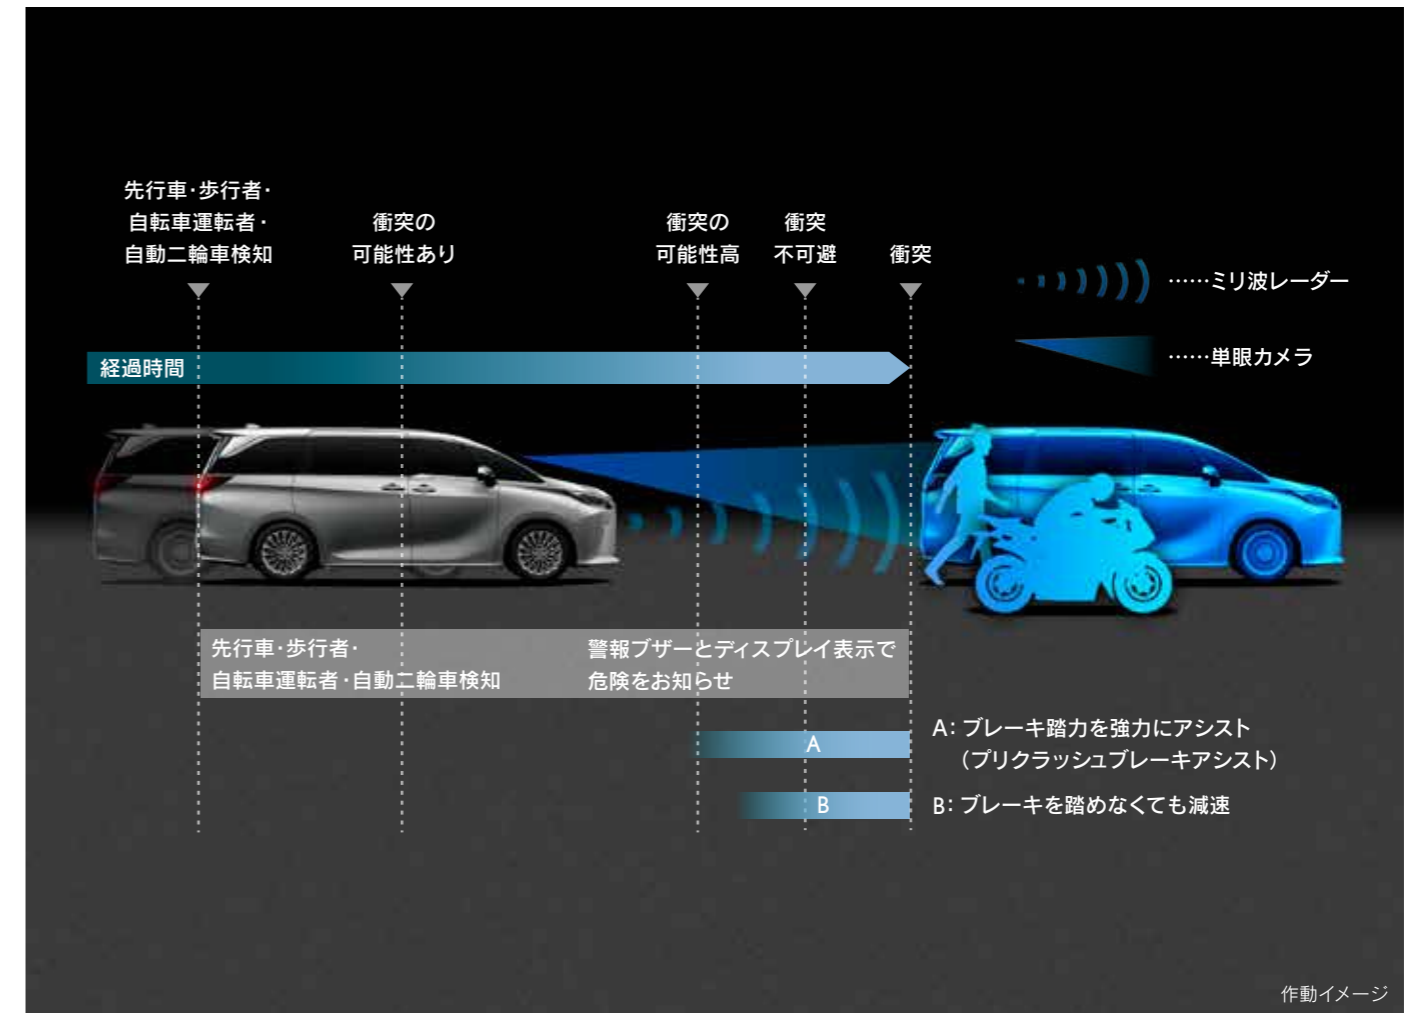 先行車・歩行者・
自転車運転者・
自動二輪車検知
衝突の
可能性あり
衝突の
可能性高
衝突
不可避
衝突
……ミリ波レーダー
……単眼カメラ
経過時間
先行車・歩行者・
自転車運転者・自動二輪車検知
警報ブザーとディスプレイ表示で
危険をお知らせ
A
A：ブレーキ踏力を強力にアシスト
（プリクラッシュブレーキアシスト）
B
B：ブレーキを踏めなくても減速
作動イメージ